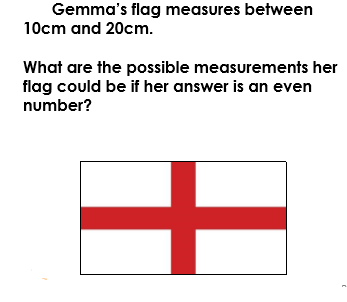 Gemma’s flag measures between
10cm and 20cm.
What are the possible measurements her
flag could be if her answer is an even
number?